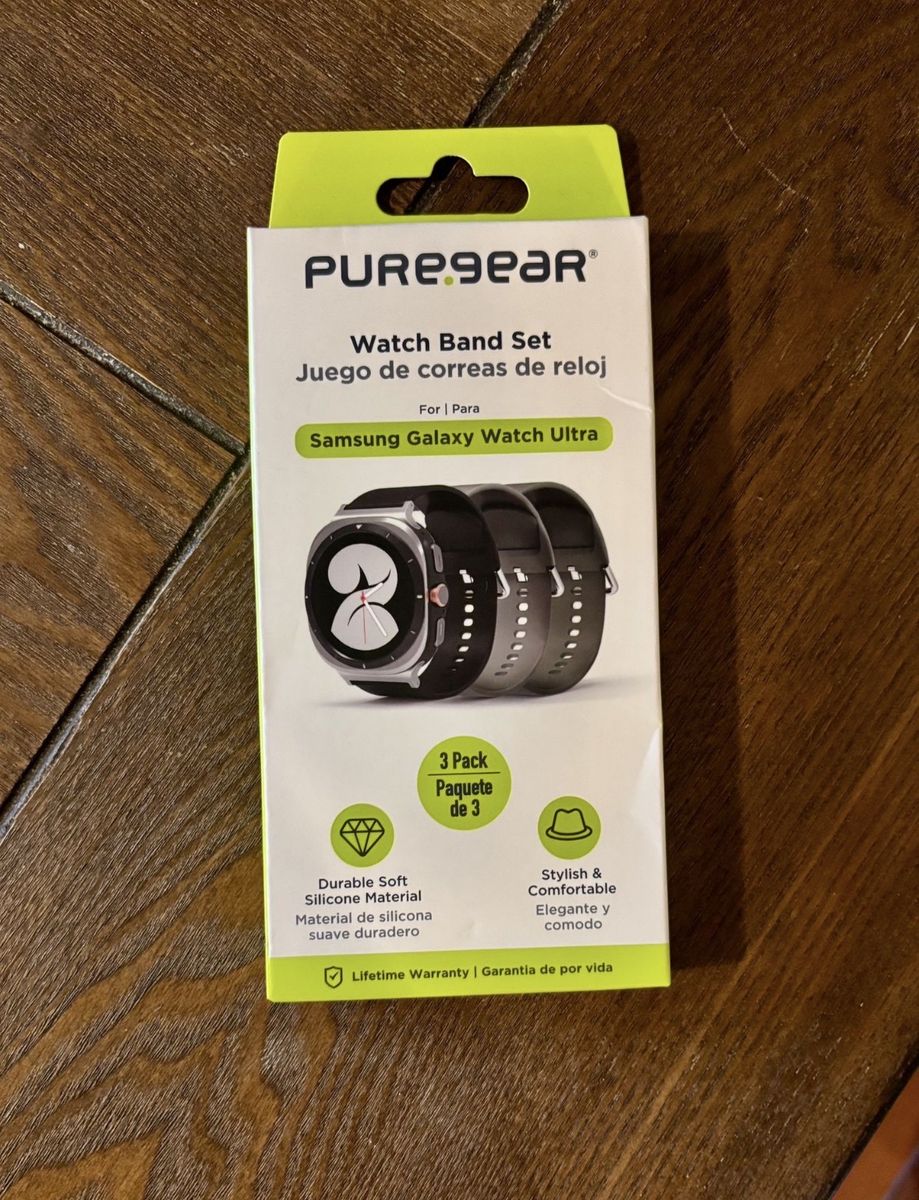 PUREGEAR®
Watch Band Set
Juego de correas de reloj
For | Para
Samsung Galaxy Watch Ultra
3 Pack
Paquete
de 3
Durable Soft
Silicone Material
Material de silicona
suave duradero
Stylish &
Comfortable
Elegante y
comodo
Lifetime Warranty | Garantia de por vida